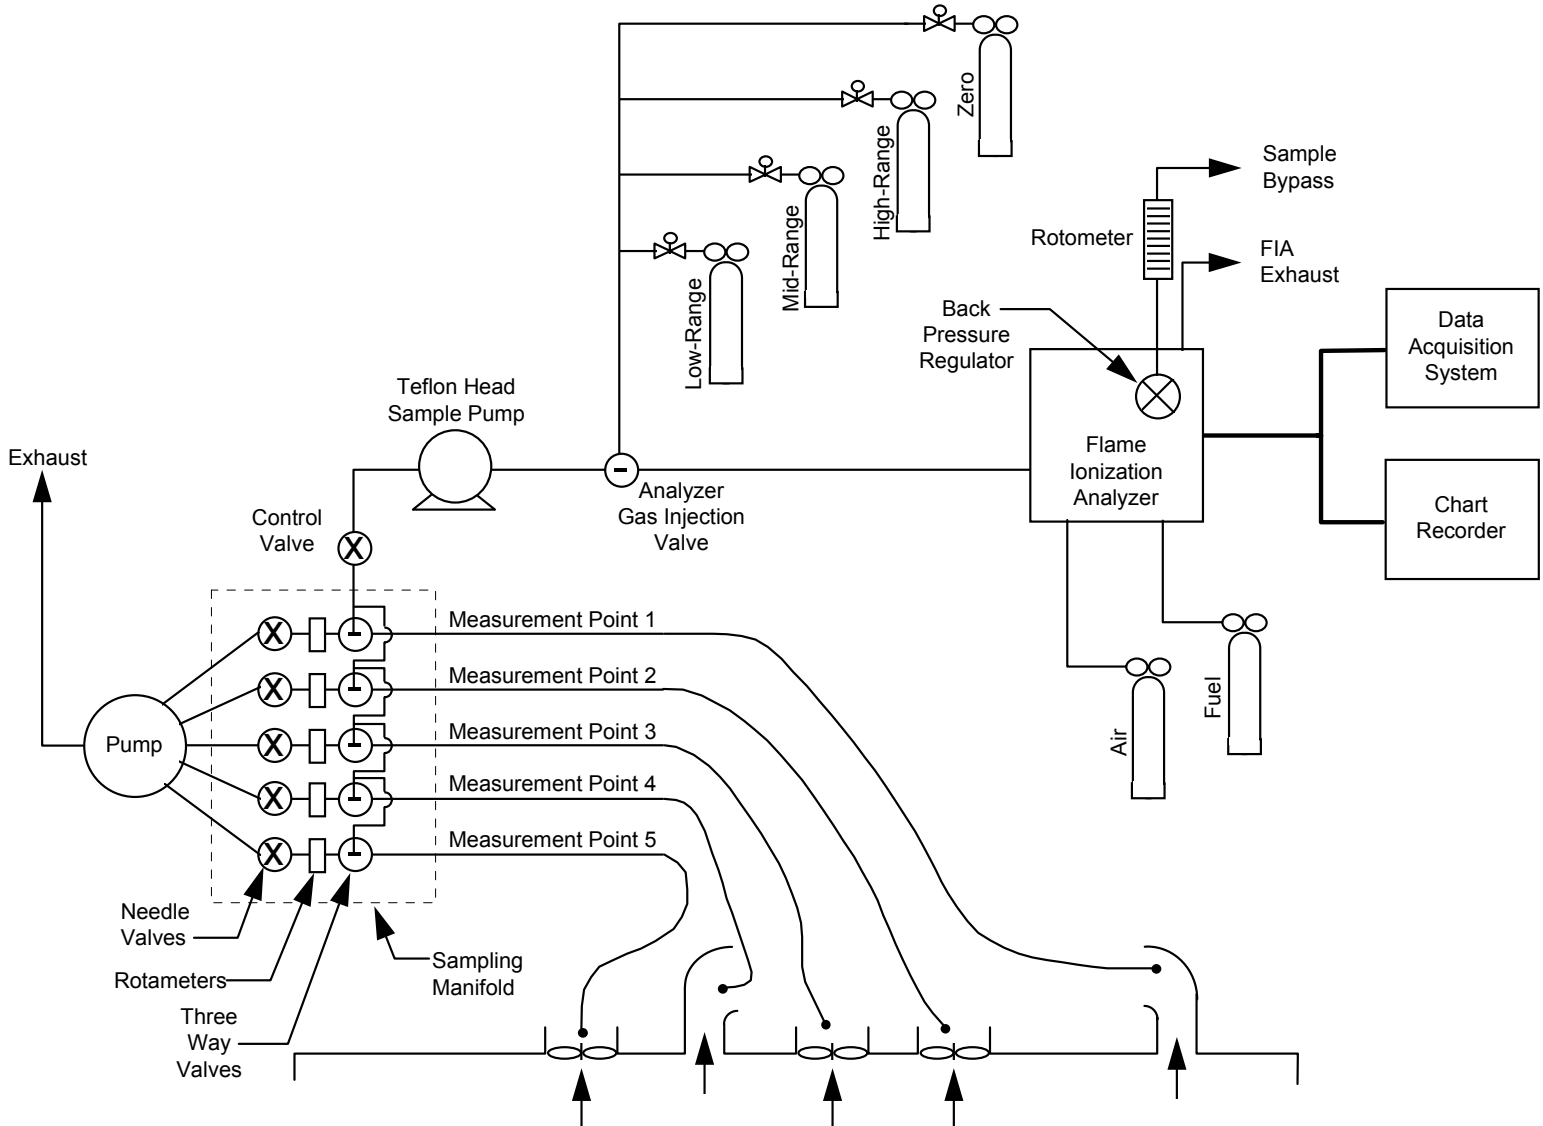 Zero
High-Range
Mid-Range
Low-Range
Sample
Bypass
Rotometer
FIA
Exhaust
Back
Pressure
Regulator
Data
Acquisition
System
Teflon Head
Sample Pump
Flame
Ionization
Analyzer
Exhaust
Analyzer
Gas Injection
Valve
Control
Valve
Chart
Recorder
Measurement Point 1
Measurement Point 2
Measurement Point 3
Measurement Point 4
Measurement Point 5
Pump
Fuel
Air
Needle
Valves
Rotameters
Sampling
Manifold
Three
Way
Valves